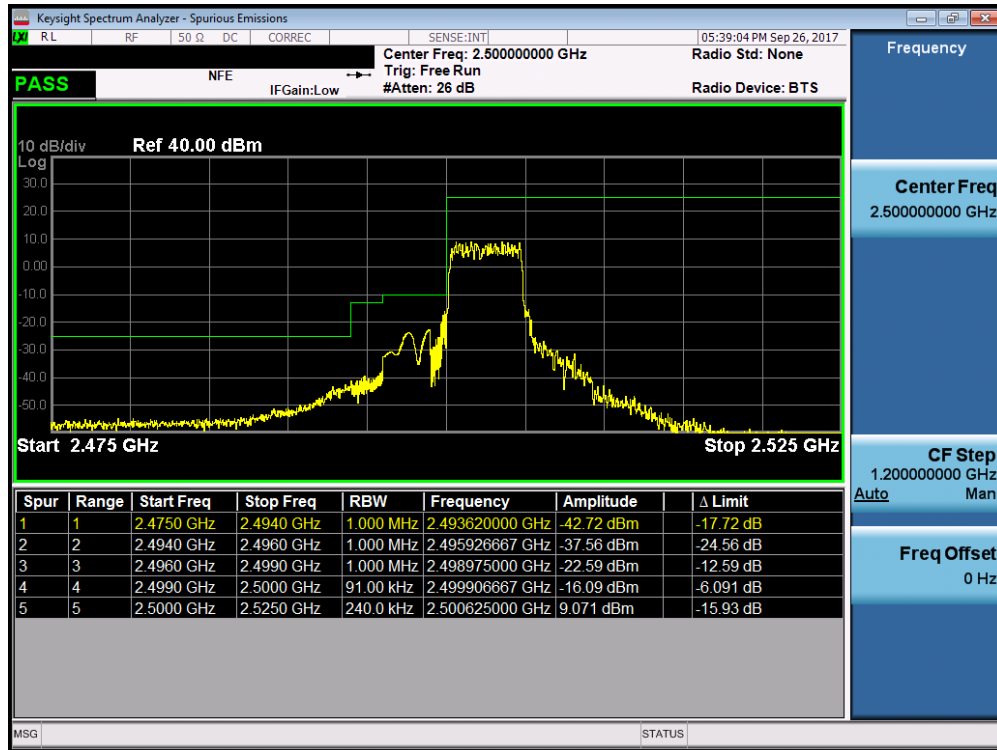 Keysight Spectrum Analyzer - Spurious Emissions
LXI RL RF 50 Ω DC CORREC SENSE:INT 05:39:04 PM Sep 26, 2017
Center Freq: 2.500000000 GHz Radio Std: None
NFE Trig: Free Run
PASS IFGain:Low #Atten: 26 dB Radio Device: BTS
10 dB/div Ref 40.00 dBm
Log
30.0
20.0
10.0
0.00
-10.0
-20.0
-30.0
-40.0
-50.0
Start 2.475 GHz Stop 2.525 GHz
Spur Range Start Freq Stop Freq RBW Frequency Amplitude Δ Limit
1 1 2.4750 GHz 2.4940 GHz 1.000 MHz 2.493620000 GHz -42.72 dBm -17.72 dB
2 2 2.4940 GHz 2.4960 GHz 1.000 MHz 2.495926667 GHz -37.56 dBm -24.56 dB
3 3 2.4960 GHz 2.4990 GHz 1.000 MHz 2.498975000 GHz -22.59 dBm -12.59 dB
4 4 2.4990 GHz 2.5000 GHz 91.00 kHz 2.499906667 GHz -16.09 dBm -6.091 dB
5 5 2.5000 GHz 2.5250 GHz 240.0 kHz 2.500625000 GHz 9.071 dBm -15.93 dB
MSG STATUS
Frequency
Center Freq
2.500000000 GHz
CF Step
1.200000000 GHz
Auto Man
Freq Offset
0 Hz